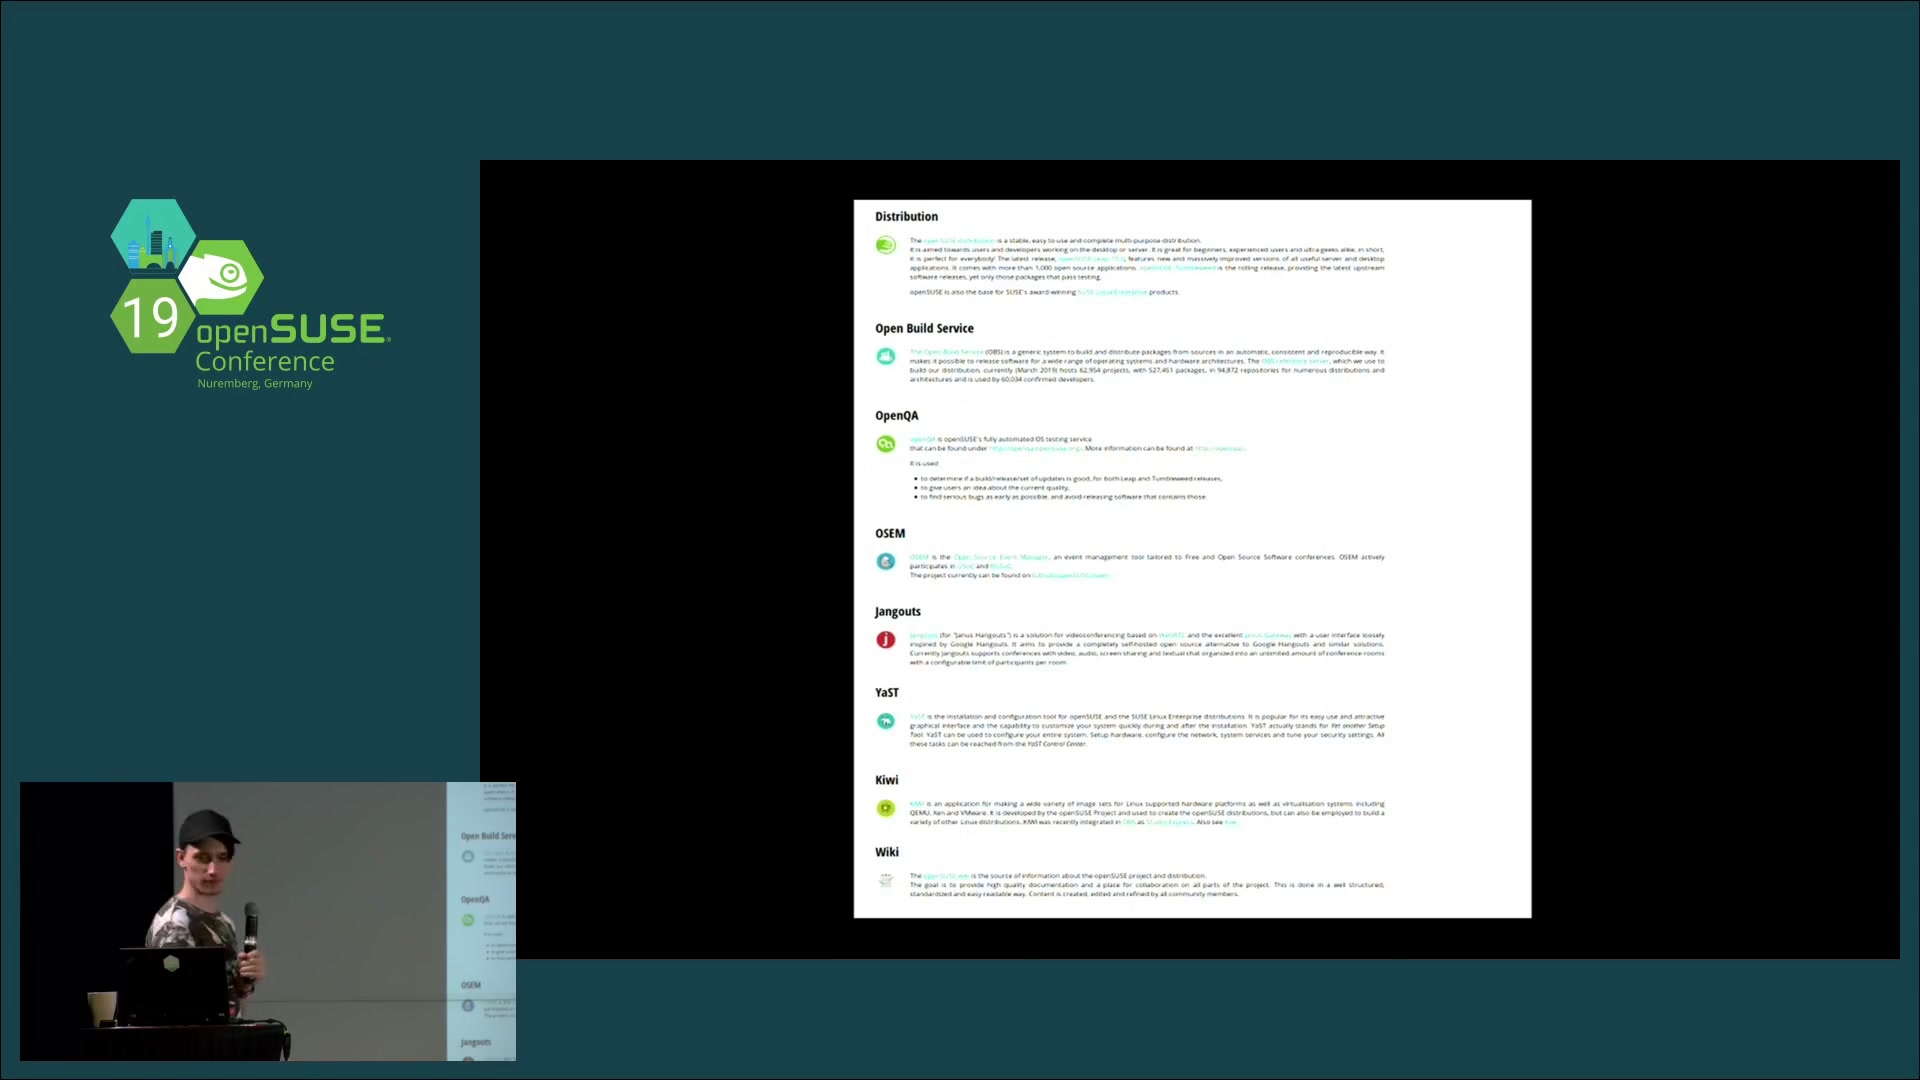 19
openSUSE
Conference
Nuremberg, Germany
Distribution
The openSUSE distribution is a stable, easy to use and complete multi-purpose distribution.
It is aimed towards users and developers working on the desktop or server. It is great for beginners, experienced users and ultra geeks alike, in short,
it is perfect for everybody! The latest release, openSUSE Leap 15.0, features new and massively improved versions of all useful server and desktop
applications. It comes with more than 1,000 open source applications. openSUSE Tumbleweed is the rolling release, providing the latest upstream
software releases, yet only those packages that pass testing.
openSUSE is also the base for SUSE's award-winning SUSE Linux Enterprise products.
Open Build Service
The Open Build Service (OBS) is a generic system to build and distribute packages from sources in an automatic, consistent and reproducible way. It
makes it possible to release software for a wide range of operating systems and hardware architectures. The OBS reference server, which we use to
build our distribution, currently (March 2019) hosts 62,954 projects, with 527,451 packages, in 94,872 repositories for numerous distributions and
architectures and is used by 60,034 confirmed developers.
OpenQA
openQA is openSUSE's fully automated OS testing service
that can be found under http://openqa.opensuse.org/. More information can be found at http://open.qa/.
It is used
• to determine if a build/release/set of updates is good, for both Leap and Tumbleweed releases,
• to give users an idea about the current quality,
• to find serious bugs as early as possible, and avoid releasing software that contains those
OSEM
OSEM is the Open Source Event Manager, an event management tool tailored to Free and Open Source Software conferences. OSEM actively
participates in GSoC and
The project currently can be found on
Jangouts
j
Jangouts (for "Janus Hangouts") is a solution for videoconferencing based on WebRTC and the excellent Janus Gateway with a user interface loosely
inspired by Google Hangouts. It aims to provide a completely self-hosted open source alternative to Google Hangouts and similar solutions.
Currently Jangouts supports conferences with video, audio, screen sharing and textual chat organized into an unlimited amount of conference rooms
with a configurable limit of participants per room.
YaST
YaST is the installation and configuration tool for openSUSE and the SUSE Linux Enterprise distributions. It is popular for its easy use and attractive
graphical interface and the capability to customize your system quickly during and after the installation. YaST actually stands for Yet another Setup
Tool. YaST can be used to configure your entire system. Setup hardware, configure the network, system services and tune your security settings. All
these tasks can be reached from the YaST Control Center.
Kiwi
KIWI is an application for making a wide variety of image sets for Linux supported hardware platforms as well as virtualisation systems including
QEMU, Xen and VMware. It is developed by the openSUSE Project and used to create the openSUSE distributions, but can also be employed to build a
variety of other Linux distributions. KIWI was recently integrated in OBS as Studio Express. Also see
Wiki
The openSUSE wiki is the source of information about the openSUSE project and distribution.
The goal is to provide high quality documentation and a place for collaboration on all parts of the project. This is done in a well structured,
standardized and easy readable way. Content is created, edited and refined by all community members.
Open Build Serv
OpenQA
OSEM
Jangouts